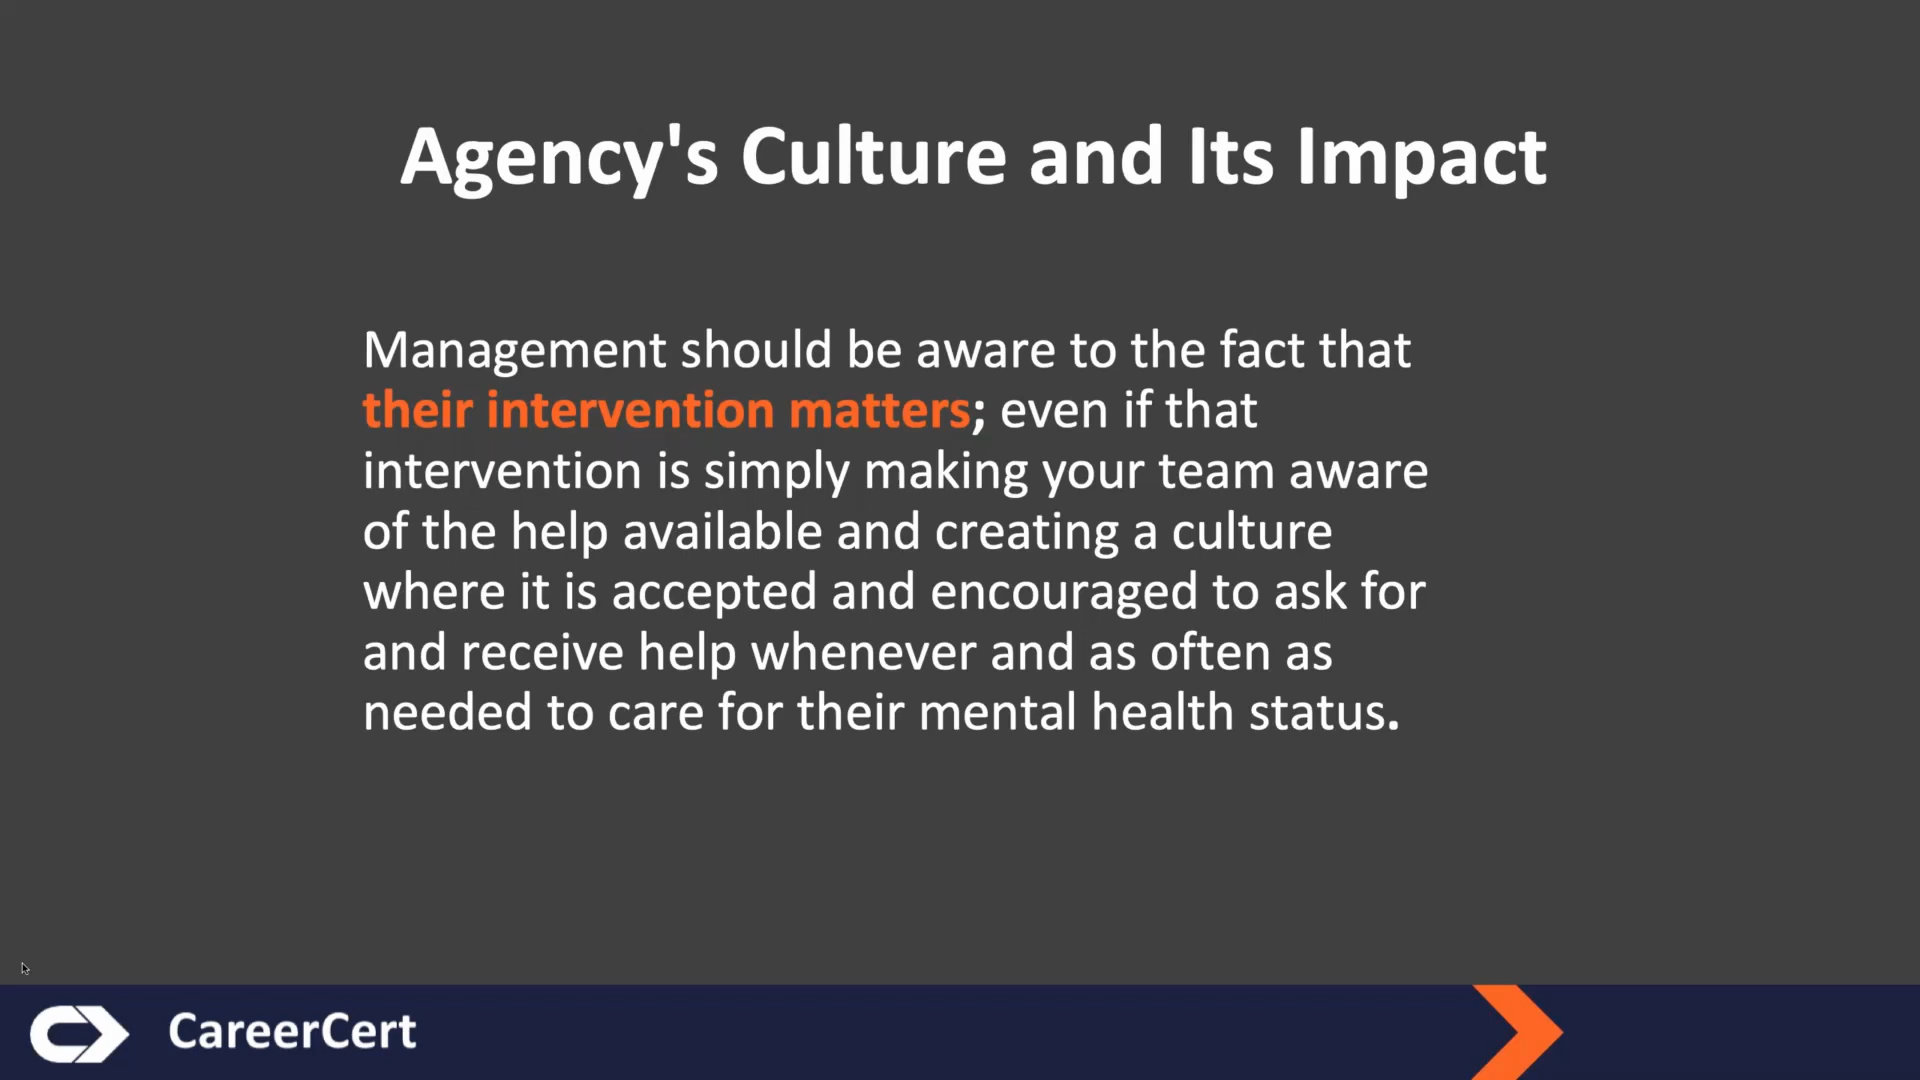 Agency's Culture and Its Impact
Management should be aware to the fact that
their intervention matters; even if that
intervention is simply making your team aware
of the help available and creating a culture
where it is accepted and encouraged to ask for
and receive help whenever and as often as
needed to care for their mental health status.
CareerCert